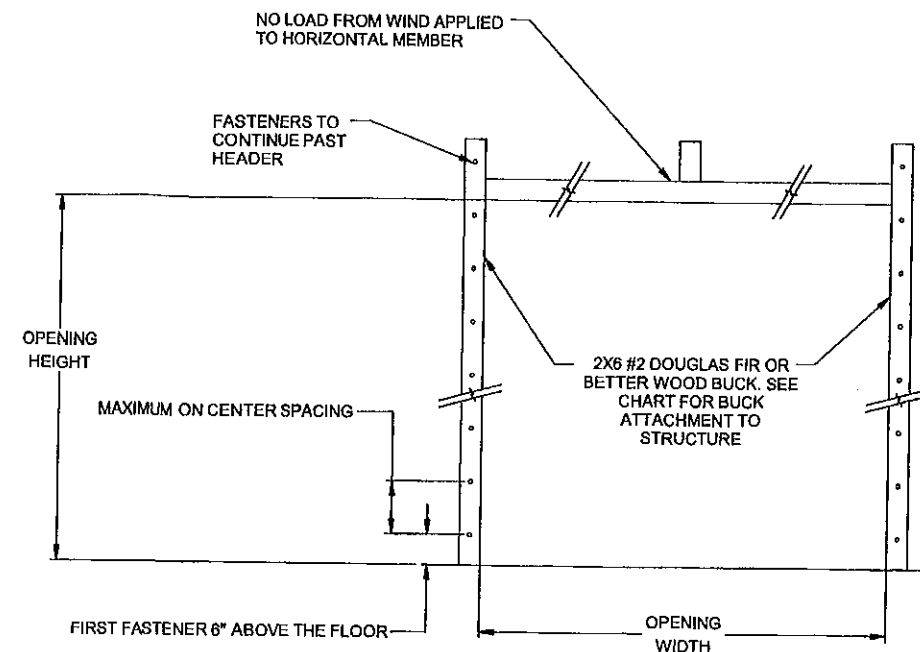 NO LOAD FROM WIND APPLIED
TO HORIZONTAL MEMBER
FASTENERS TO
CONTINUE PAST
HEADER
OPENING
HEIGHT
2X6 #2 DOUGLAS FIR OR
BETTER WOOD BUCK. SEE
CHART FOR BUCK
ATTACHMENT TO
STRUCTURE
MAXIMUM ON CENTER SPACING
FIRST FASTENER 6" ABOVE THE FLOOR
OPENING
WIDTH